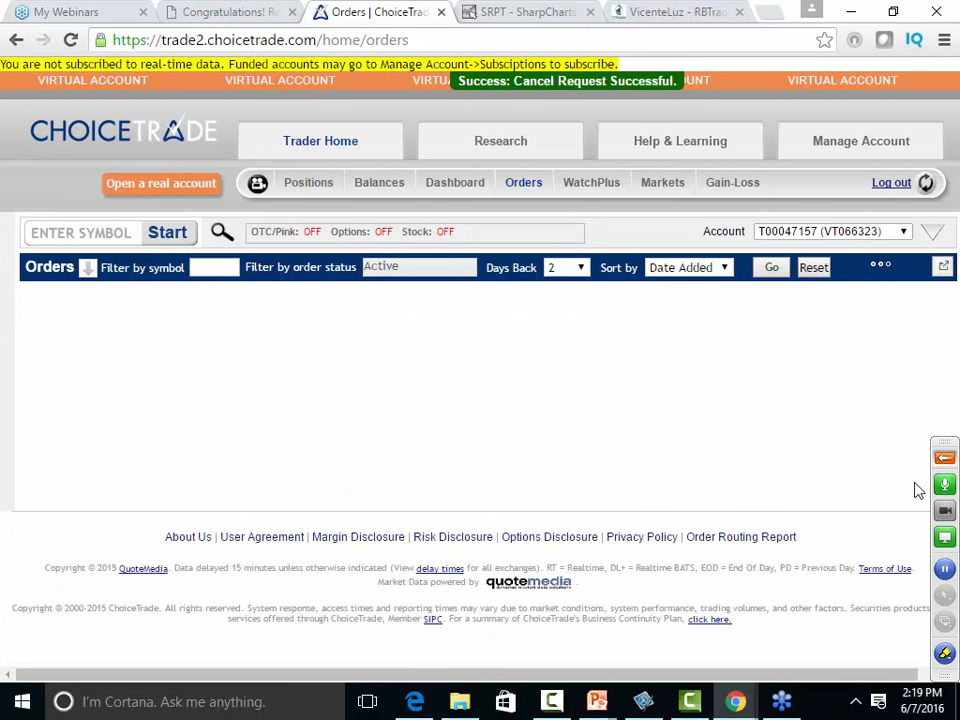 My Webinars
Congratulations! Re
Orders | ChoiceTrad
SRPT - SharpCharts
VicenteLuz - RBTrac
https://trade2.choicetrade.com/home/orders
IQ
You are not subscribed to real-time data. Funded accounts may go to Manage Account->Subsciptions to subscribe.
VIRTUAL ACCOUNT VIRTUAL ACCOUNT Success: Cancel Request Successful. VIRTUAL ACCOUNT
CHOICETRADE
Trader Home Research Help & Learning Manage Account
Open a real account Positions Balances Dashboard Orders WatchPlus Markets Gain-Loss Log out
ENTER SYMBOL Start OTC/Pink: OFF Options: OFF Stock: OFF Account T00047157 (VT066323)
Orders Filter by symbol Filter by order status Active Days Back 2 Sort by Date Added Go Reset
About Us | User Agreement | Margin Disclosure | Risk Disclosure | Options Disclosure | Privacy Policy | Order Routing Report
Copyright © 2015 QuoteMedia. Data delayed 15 minutes unless otherwise indicated (View delay times for all exchanges). RT = Realtime, DL+ = Realtime BATS, EOD = End Of Day, PD = Previous Day. Terms of Use.
Market Data powered by quotemedia .
Copyright © 2000-2015 ChoiceTrade. All rights reserved. System response, access times and reporting times may vary due to market conditions, system performance, trading volumes, and other factors. Securities products
services offered through ChoiceTrade, Member SIPC. For a summary of ChoiceTrade's Business Continuity Plan, click here.
I'm Cortana. Ask me anything.
2:19 PM
6/7/2016